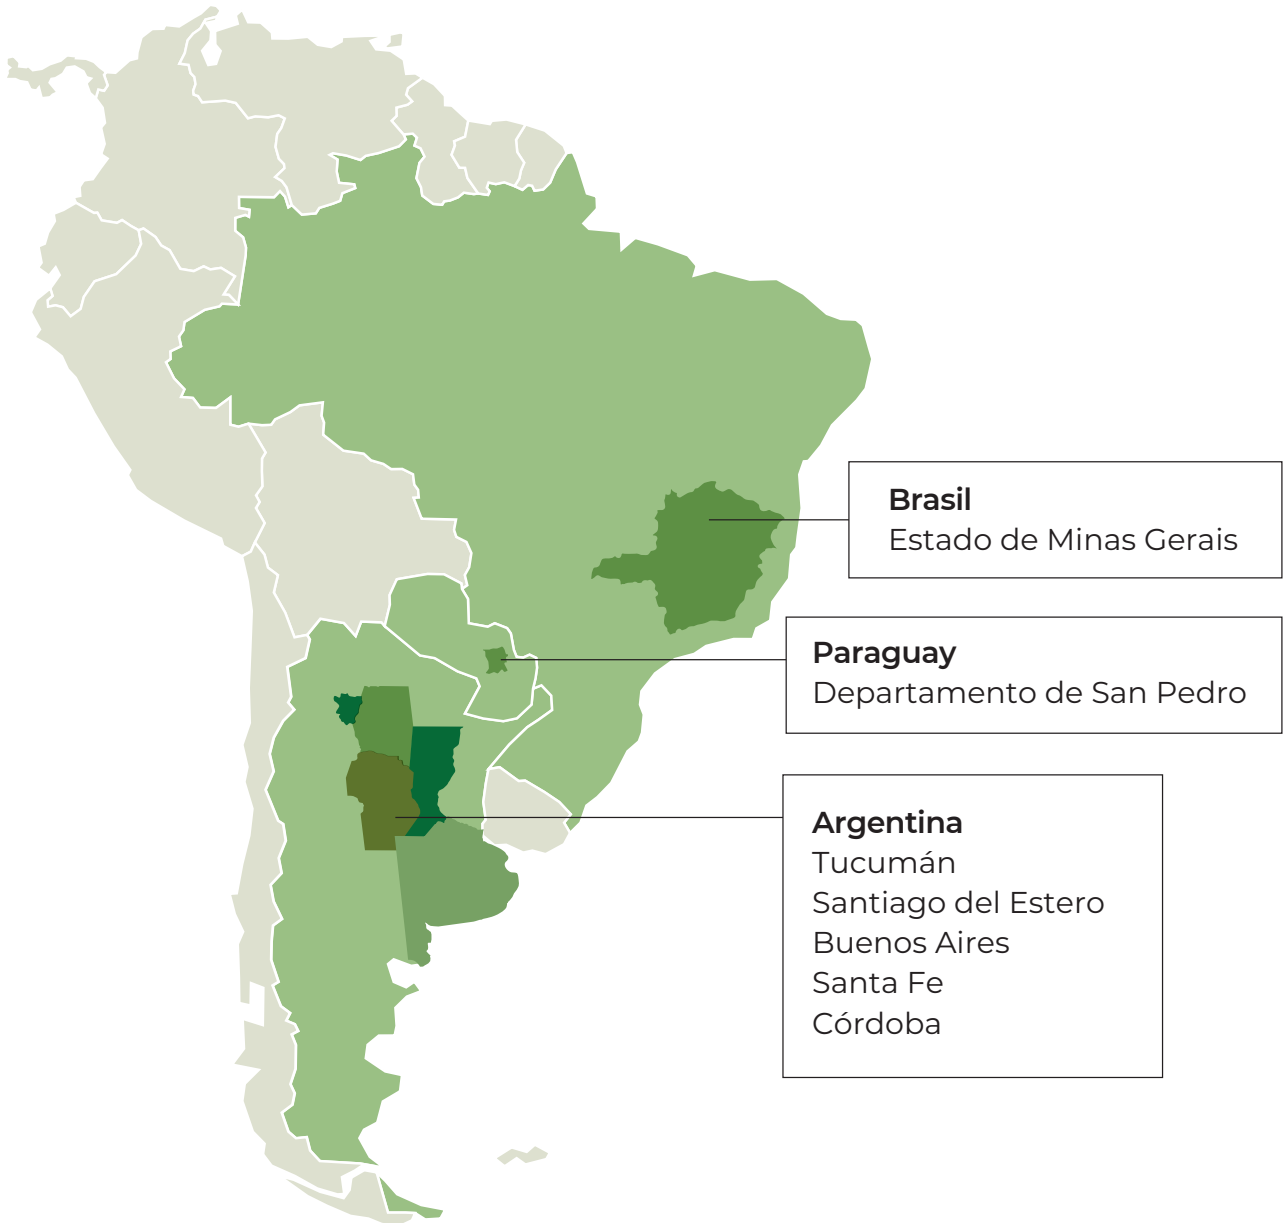 Brasil
Estado de Minas Gerais
Paraguay
Departamento de San Pedro
Argentina
Tucumán
Santiago del Estero
Buenos Aires
Santa Fe
Córdoba